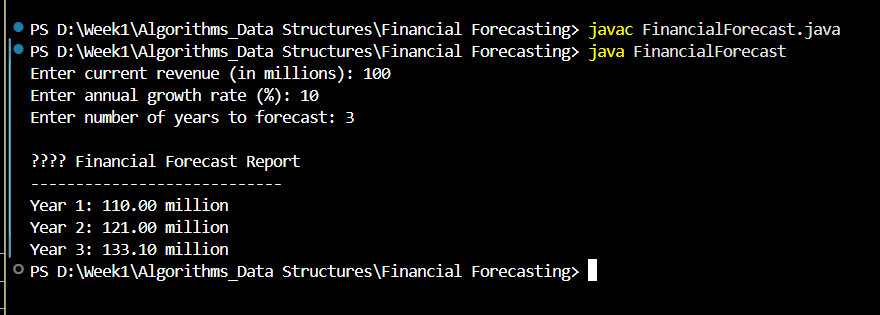 PS D:\Week1\Algorithms_Data Structures\Financial Forecasting> javac FinancialForecast.java
PS D:\Week1\Algorithms_Data Structures\Financial Forecasting> java FinancialForecast
Enter current revenue (in millions): 100
Enter annual growth rate (%): 10
Enter number of years to forecast: 3
???? Financial Forecast Report
----------------------------
Year 1: 110.00 million
Year 2: 121.00 million
Year 3: 133.10 million
PS D:\Week1\Algorithms_Data Structures\Financial Forecasting>